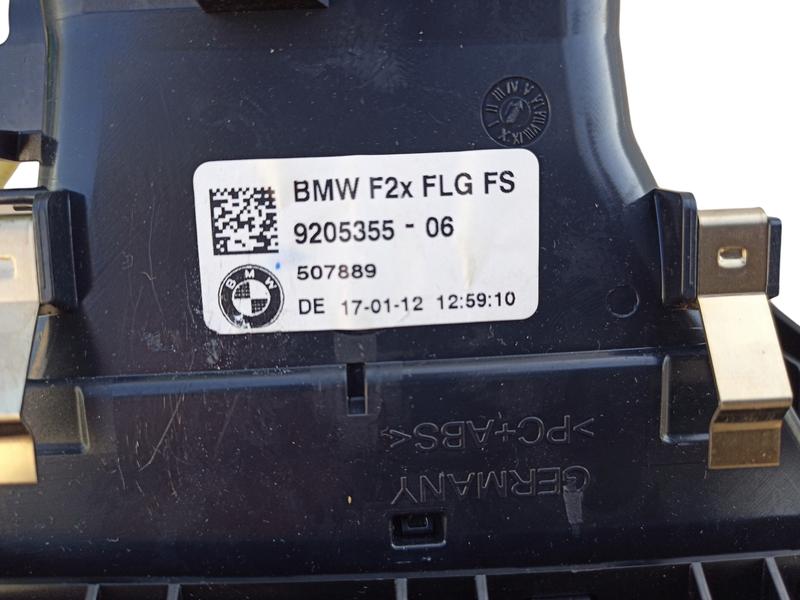 BMW F2x FLG FS
9205355 - 06
507889
BMW
DE 17-01-12 12:59:10
>PC+ABS<
GERMANY